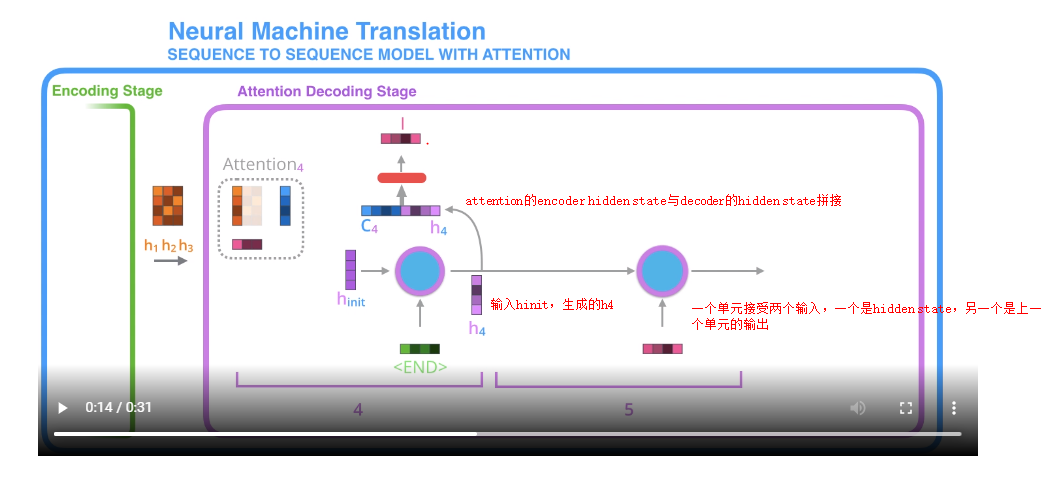 Neural Machine Translation
SEQUENCE TO SEQUENCE MODEL WITH ATTENTION
Encoding Stage
Attention Decoding Stage
I
.
Attention4
attention的encoder hidden state与decoder的hidden state拼接
C4
h4
h1 h2 h3
hinit
输入hinit，生成的h4
h4
一个单元接受两个输入，一个是hidden state，另一个是上一
个单元的输出
<END>
4
5
0:14 / 0:31